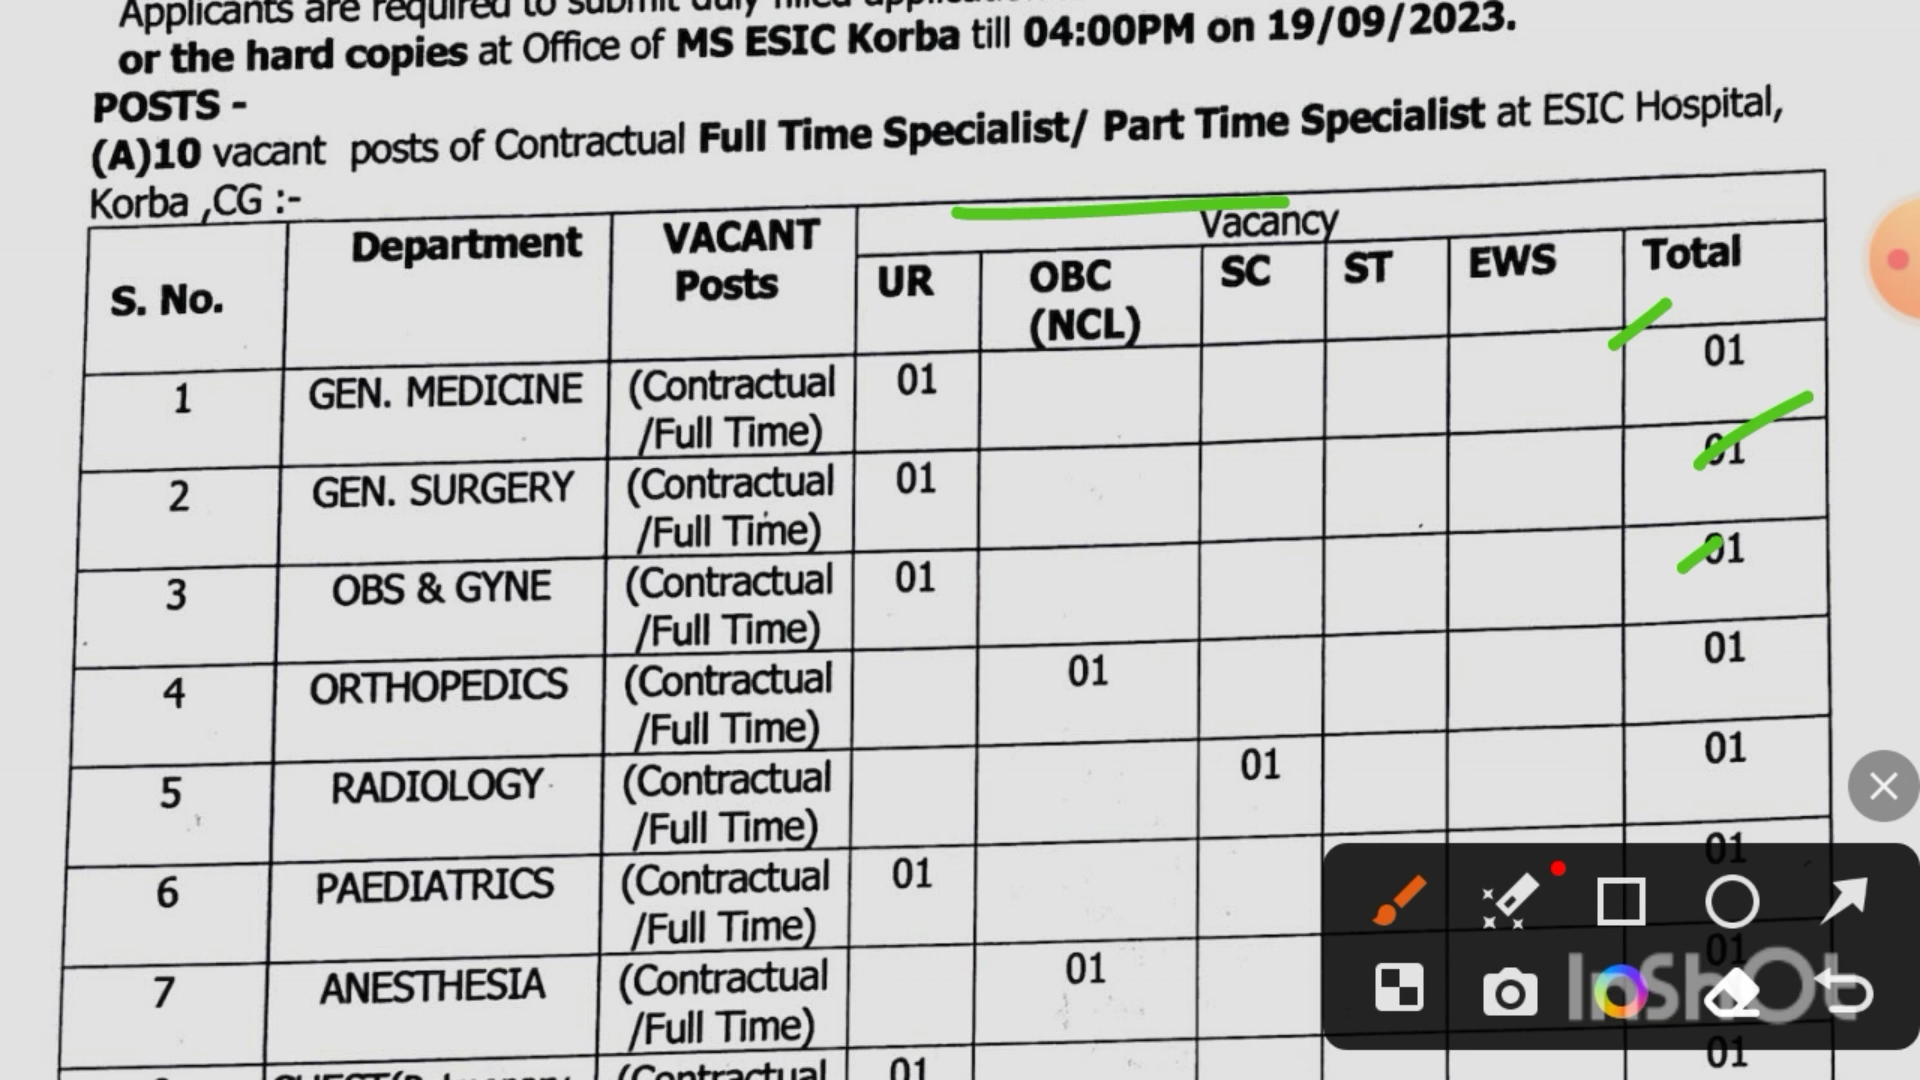 Applicants are required to submit duly filled
or the hard copies at Office of MS ESIC Korba till 04:00PM on 19/09/2023.
POSTS -
(A)10 vacant posts of Contractual Full Time Specialist/ Part Time Specialist at ESIC Hospital,
Korba ,CG :-
S. No. Department VACANT Posts Vacancy
UR OBC (NCL) SC ST EWS Total
1 GEN. MEDICINE (Contractual /Full Time) 01 01
2 GEN. SURGERY (Contractual /Full Time) 01 01
3 OBS & GYNE (Contractual /Full Time) 01 01
4 ORTHOPEDICS (Contractual /Full Time) 01 01
5 RADIOLOGY (Contractual /Full Time) 01 01
6 PAEDIATRICS (Contractual /Full Time) 01 01
7 ANESTHESIA (Contractual /Full Time) 01 01
(Contractual 01 01
InShOt